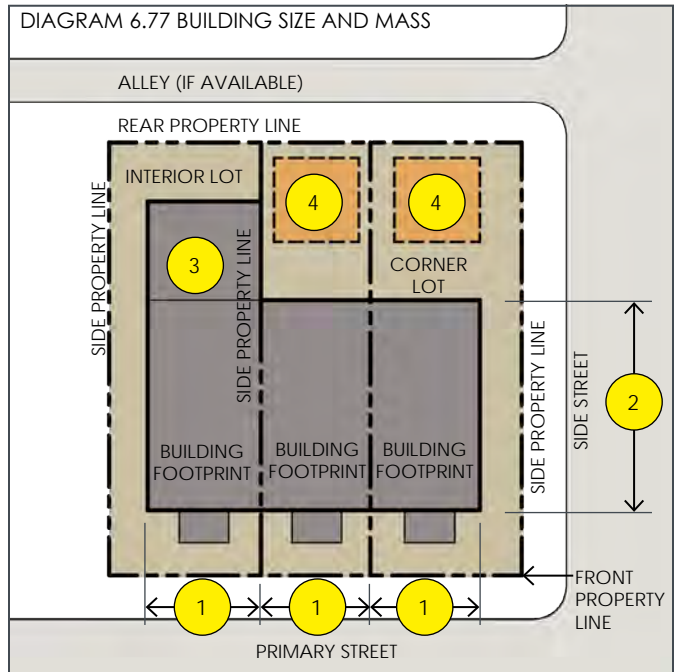 DIAGRAM 6.77 BUILDING SIZE AND MASS
ALLEY (IF AVAILABLE)
REAR PROPERTY LINE
INTERIOR LOT
4
4
3
CORNER
LOT
SIDE PROPERTY LINE
SIDE PROPERTY LINE
SIDE PROPERTY LINE
SIDE STREET
2
BUILDING
FOOTPRINT
BUILDING
FOOTPRINT
BUILDING
FOOTPRINT
FRONT
PROPERTY
LINE
1
1
1
PRIMARY STREET